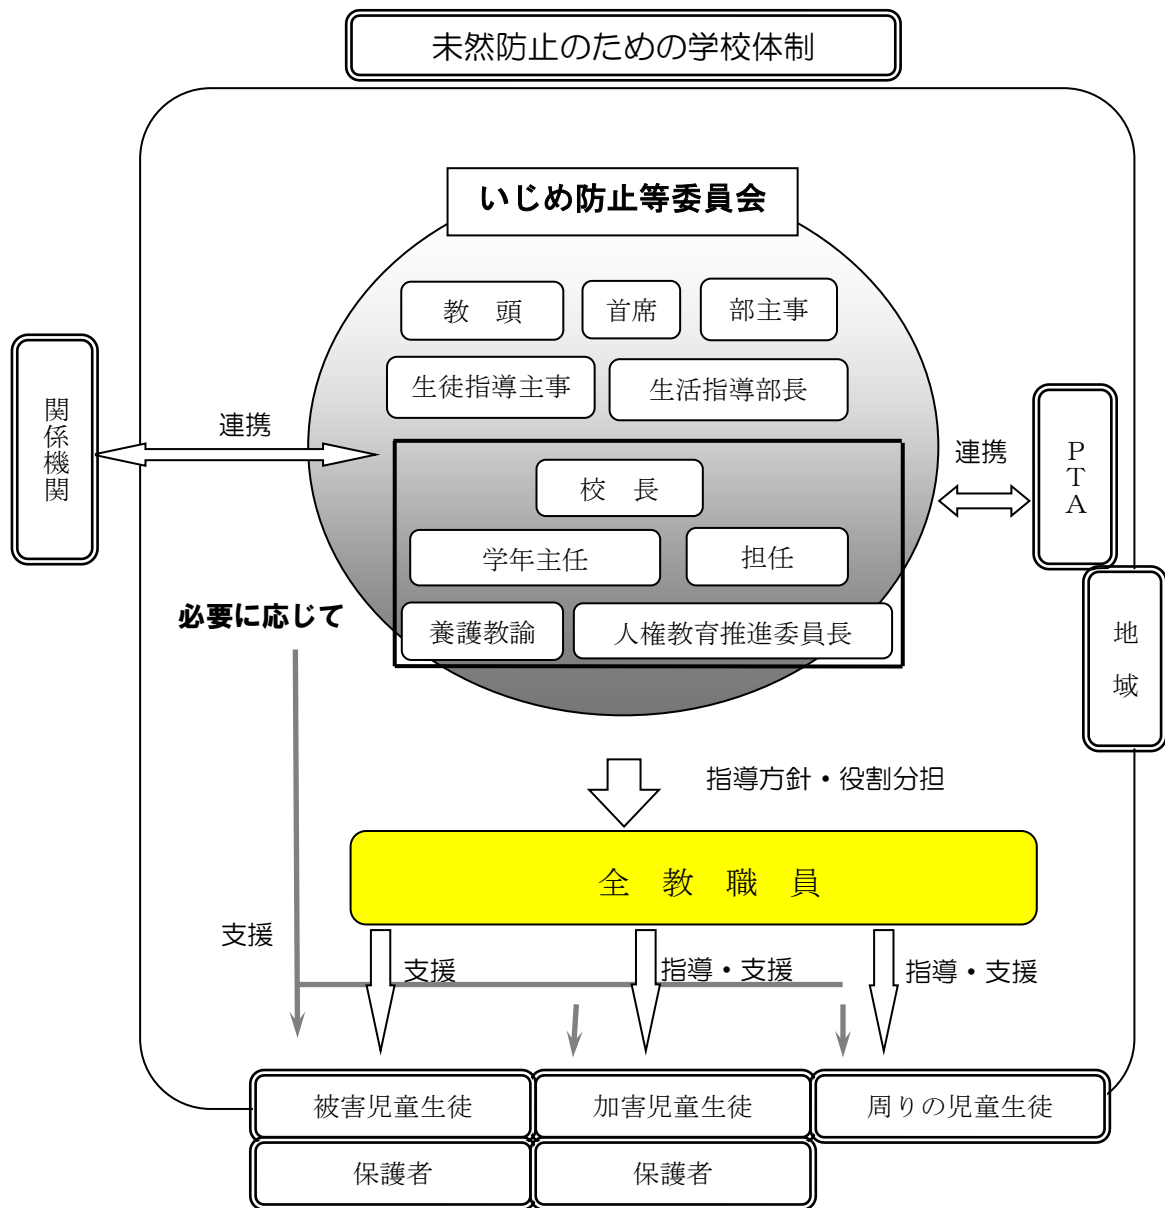 未然防止のための学校体制
いじめ防止等委員会
教　頭
首席
部主事
生徒指導主事
生活指導部長
関係機関
連携
校　長
連携
PTA
学年主任
担任
必要に応じて
養護教諭
人権教育推進委員長
地域
指導方針・役割分担
全　教　職　員
支援
支援
指導・支援
指導・支援
被害児童生徒
加害児童生徒
周りの児童生徒
保護者
保護者